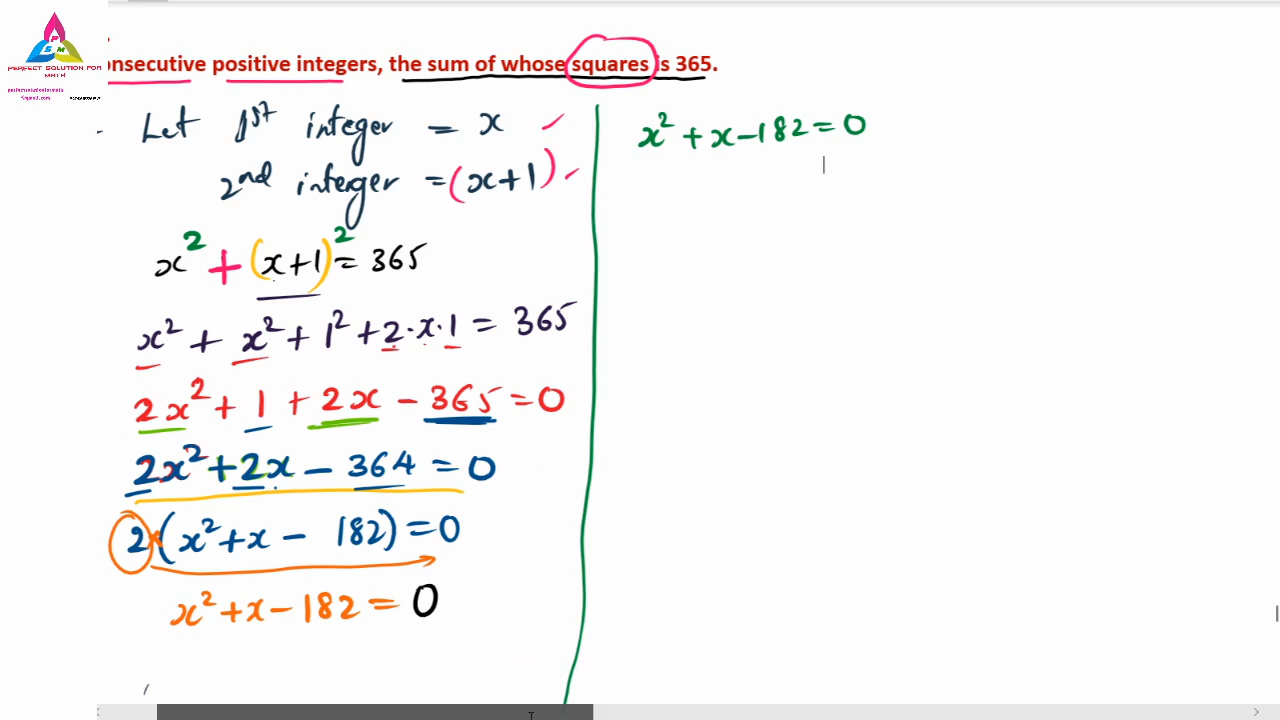 PERFECT SOLUTION FOR MATH
onsecutive positive integers, the sum of whose squares is 365.
Let 1st integer = x
2nd integer = (x+1)
x² + (x+1)² = 365
x² + x² + 1² + 2·x·1 = 365
2x² + 1 + 2x - 365 = 0
2x² + 2x - 364 = 0
2(x² + x - 182) = 0
x² + x - 182 = 0
x² + x - 182 = 0